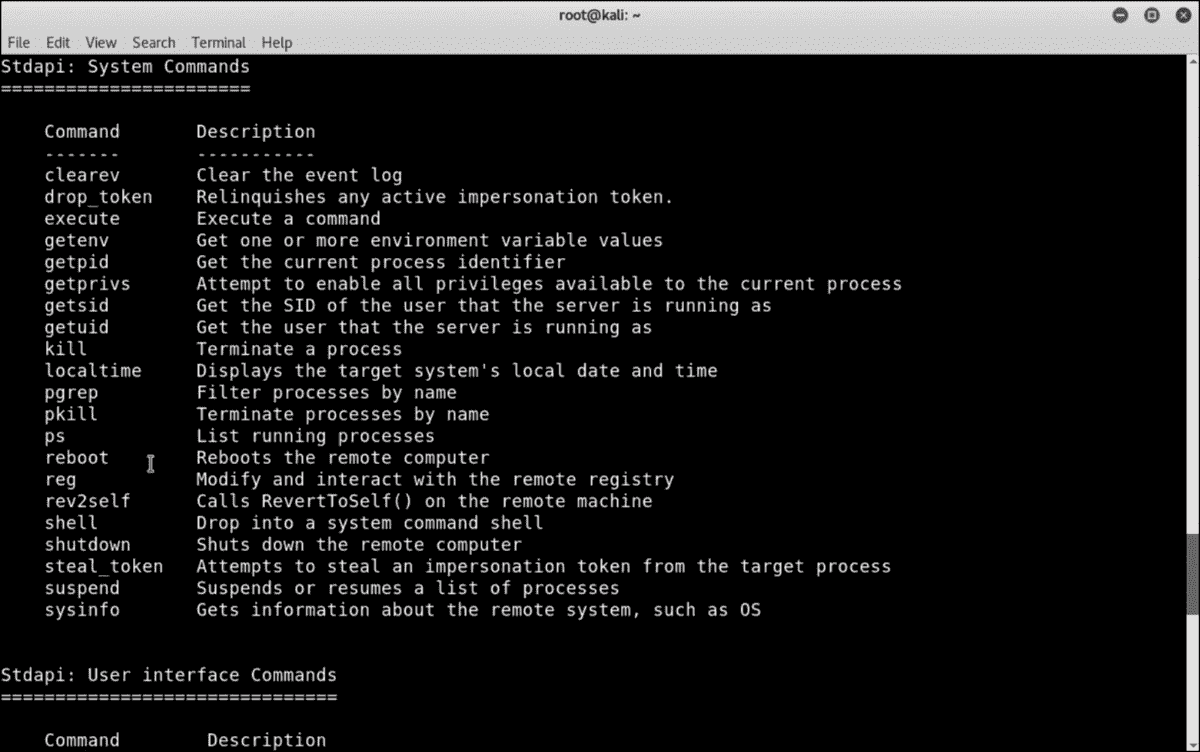 root@kali: ~
File Edit View Search Terminal Help
Stdapi: System Commands
=======================
Command Description
------- -----------
clearev Clear the event log
drop_token Relinquishes any active impersonation token.
execute Execute a command
getenv Get one or more environment variable values
getpid Get the current process identifier
getprivs Attempt to enable all privileges available to the current process
getsid Get the SID of the user that the server is running as
getuid Get the user that the server is running as
kill Terminate a process
localtime Displays the target system's local date and time
pgrep Filter processes by name
pkill Terminate processes by name
ps List running processes
reboot Reboots the remote computer
reg Modify and interact with the remote registry
rev2self Calls RevertToSelf() on the remote machine
shell Drop into a system command shell
shutdown Shuts down the remote computer
steal_token Attempts to steal an impersonation token from the target process
suspend Suspends or resumes a list of processes
sysinfo Gets information about the remote system, such as OS
Stdapi: User interface Commands
===============================
Command Description